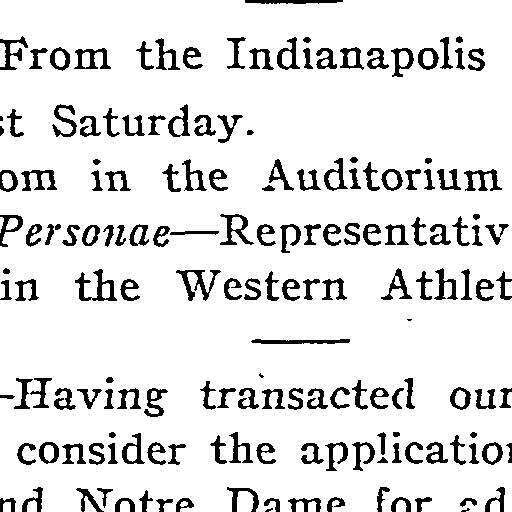 From the Indianapolis
st Saturday.
om in the Auditorium
Personae—Representativ
in the Western Athlet
—Having transacted our
consider the application
nd Notre Dame for ad